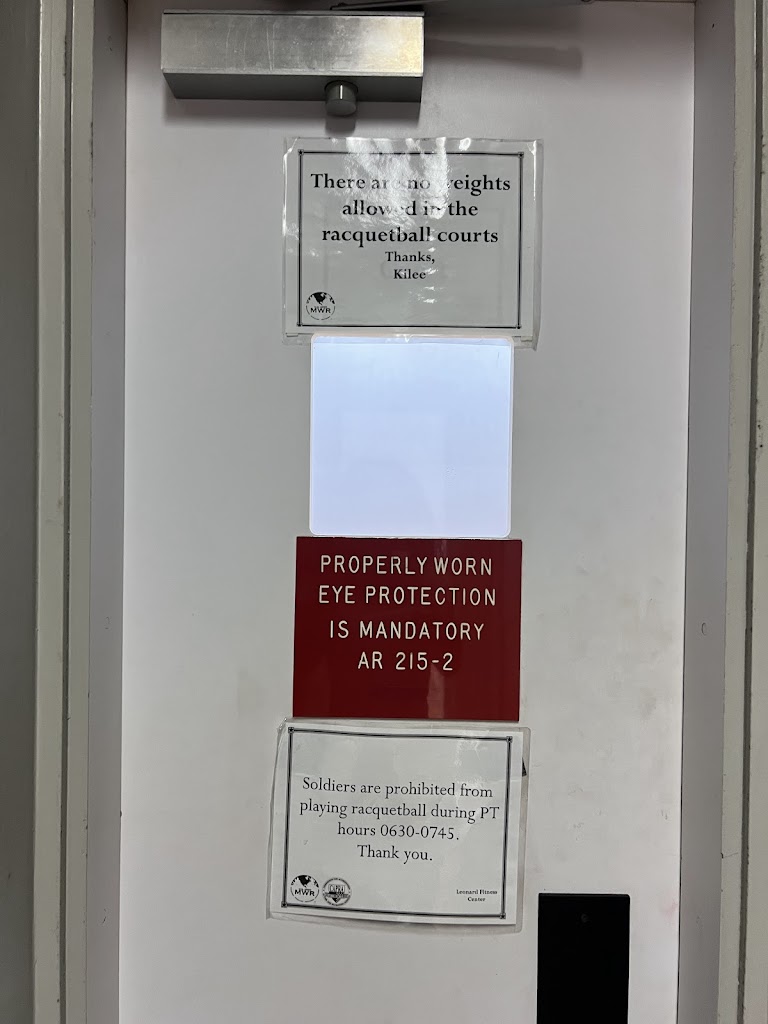 There are no weights
allowed in the
racquetball courts
Thanks,
Kilee
MWR
PROPERLY WORN
EYE PROTECTION
IS MANDATORY
AR 215-2
Soldiers are prohibited from
playing racquetball during PT
hours 0630-0745.
Thank you.
MWR
Leonard Fitness
Center